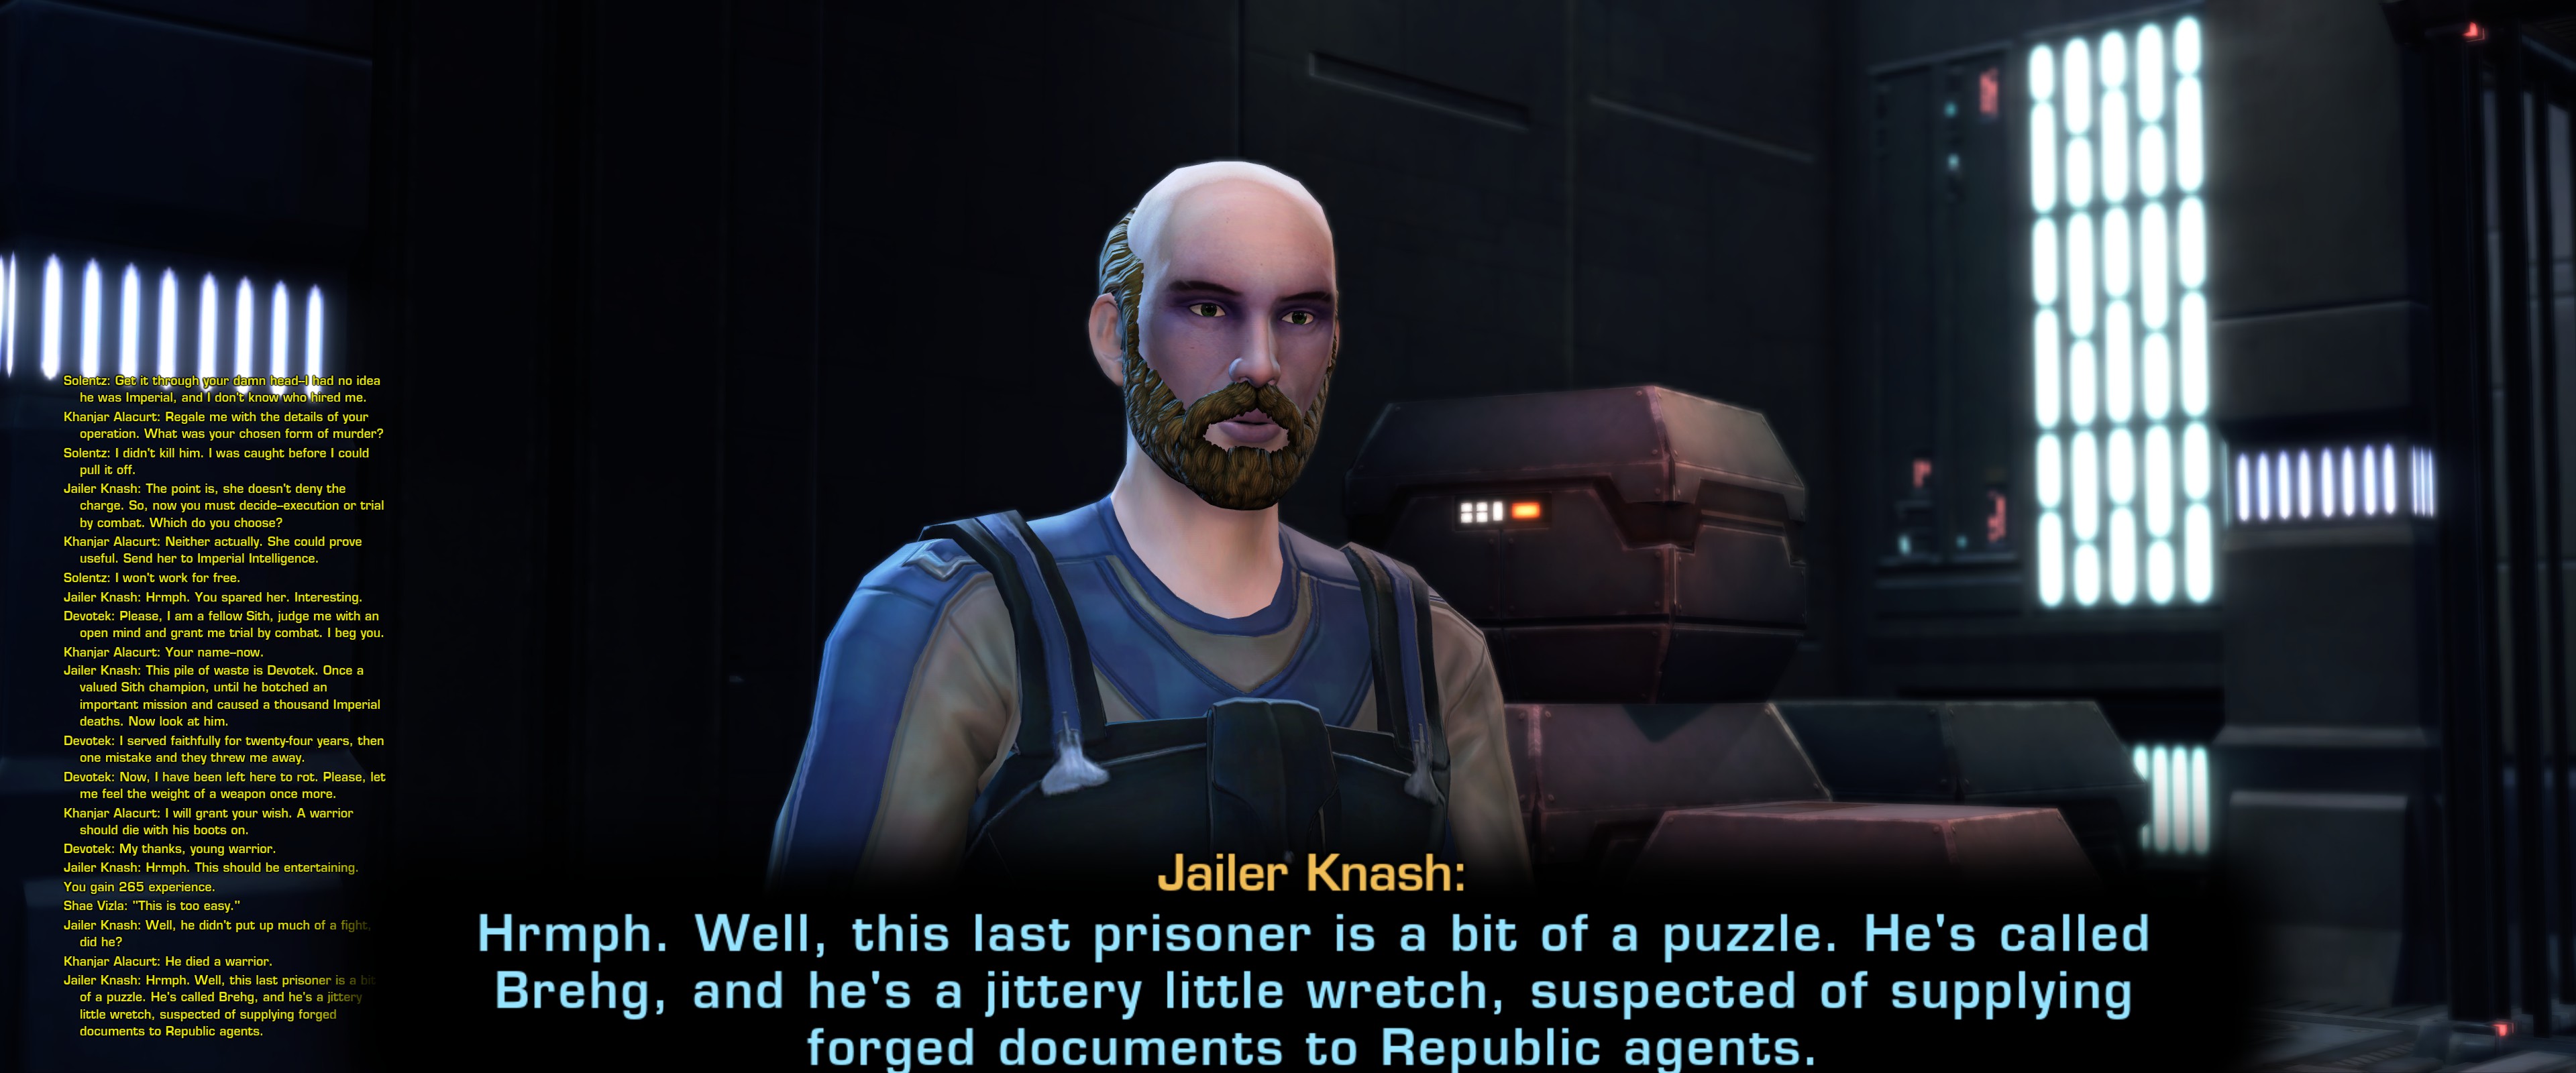 Solentz: Get it through your damn head–I had no idea
he was Imperial, and I don't know who hired me.
Khanjar Alacurt: Regale me with the details of your
operation. What was your chosen form of murder?
Solentz: I didn't kill him. I was caught before I could
pull it off.
Jailer Knash: The point is, she doesn't deny the
charge. So, now you must decide–execution or trial
by combat. Which do you choose?
Khanjar Alacurt: Neither actually. She could prove
useful. Send her to Imperial Intelligence.
Solentz: I won't work for free.
Jailer Knash: Hrmph. You spared her. Interesting.
Devotek: Please, I am a fellow Sith, judge me with an
open mind and grant me trial by combat. I beg you.
Khanjar Alacurt: Your name–now.
Jailer Knash: This pile of waste is Devotek. Once a
valued Sith champion, until he botched an
important mission and caused a thousand Imperial
deaths. Now look at him.
Devotek: I served faithfully for twenty-four years, then
one mistake and they threw me away.
Devotek: Now, I have been left here to rot. Please, let
me feel the weight of a weapon once more.
Khanjar Alacurt: I will grant your wish. A warrior
should die with his boots on.
Devotek: My thanks, young warrior.
Jailer Knash: Hrmph. This should be entertaining.
You gain 265 experience.
Shae Vizla: "This is too easy."
Jailer Knash: Well, he didn't put up much of a fight,
did he?
Khanjar Alacurt: He died a warrior.
Jailer Knash: Hrmph. Well, this last prisoner is a bit
of a puzzle. He's called Brehg, and he's a jittery
little wretch, suspected of supplying forged
documents to Republic agents.
Jailer Knash:
Hrmph. Well, this last prisoner is a bit of a puzzle. He's called
Brehg, and he's a jittery little wretch, suspected of supplying
forged documents to Republic agents.